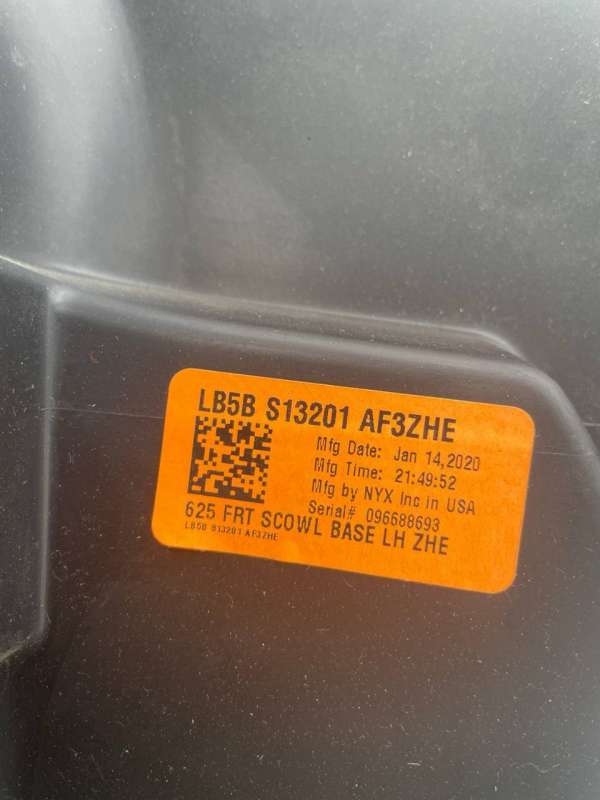 LB5B S13201 AF3ZHE
Mfg Date: Jan 14,2020
Mfg Time: 21:49:52
Mfg by NYX Inc in USA
Serial# 096688693
625 FRT SCOWL BASE LH ZHE
LB5B S13201 AF3ZHE